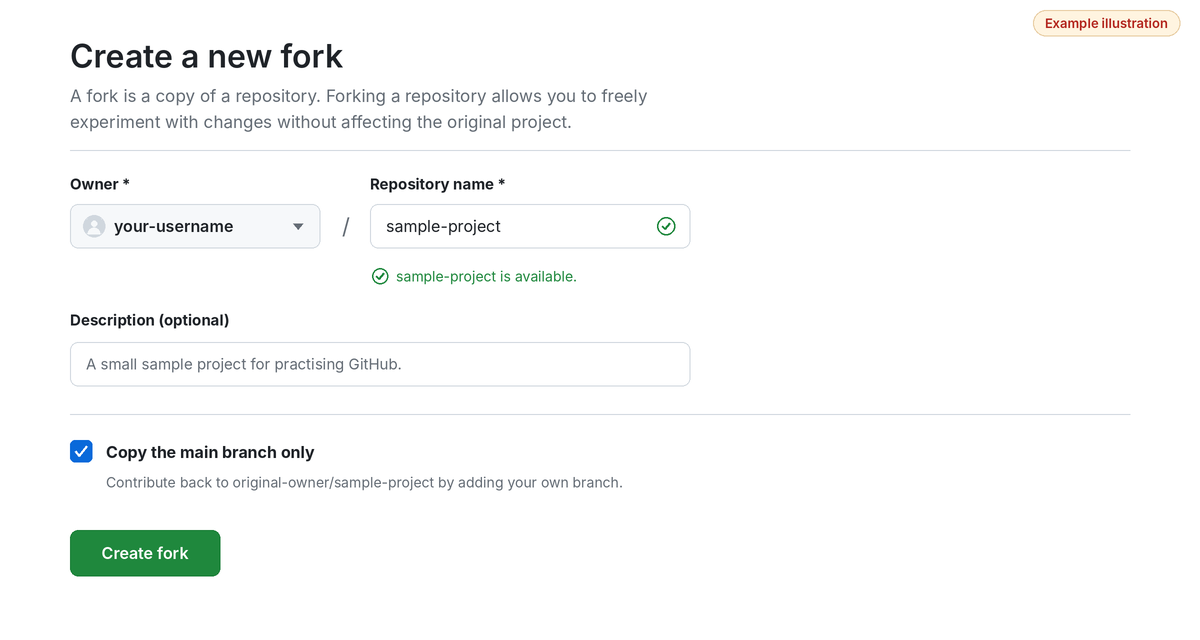 Example illustration
Create a new fork
A fork is a copy of a repository. Forking a repository allows you to freely
experiment with changes without affecting the original project.
Owner *
Repository name *
your-username
/
sample-project
sample-project is available.
Description (optional)
A small sample project for practising GitHub.
Copy the main branch only
Contribute back to original-owner/sample-project by adding your own branch.
Create fork